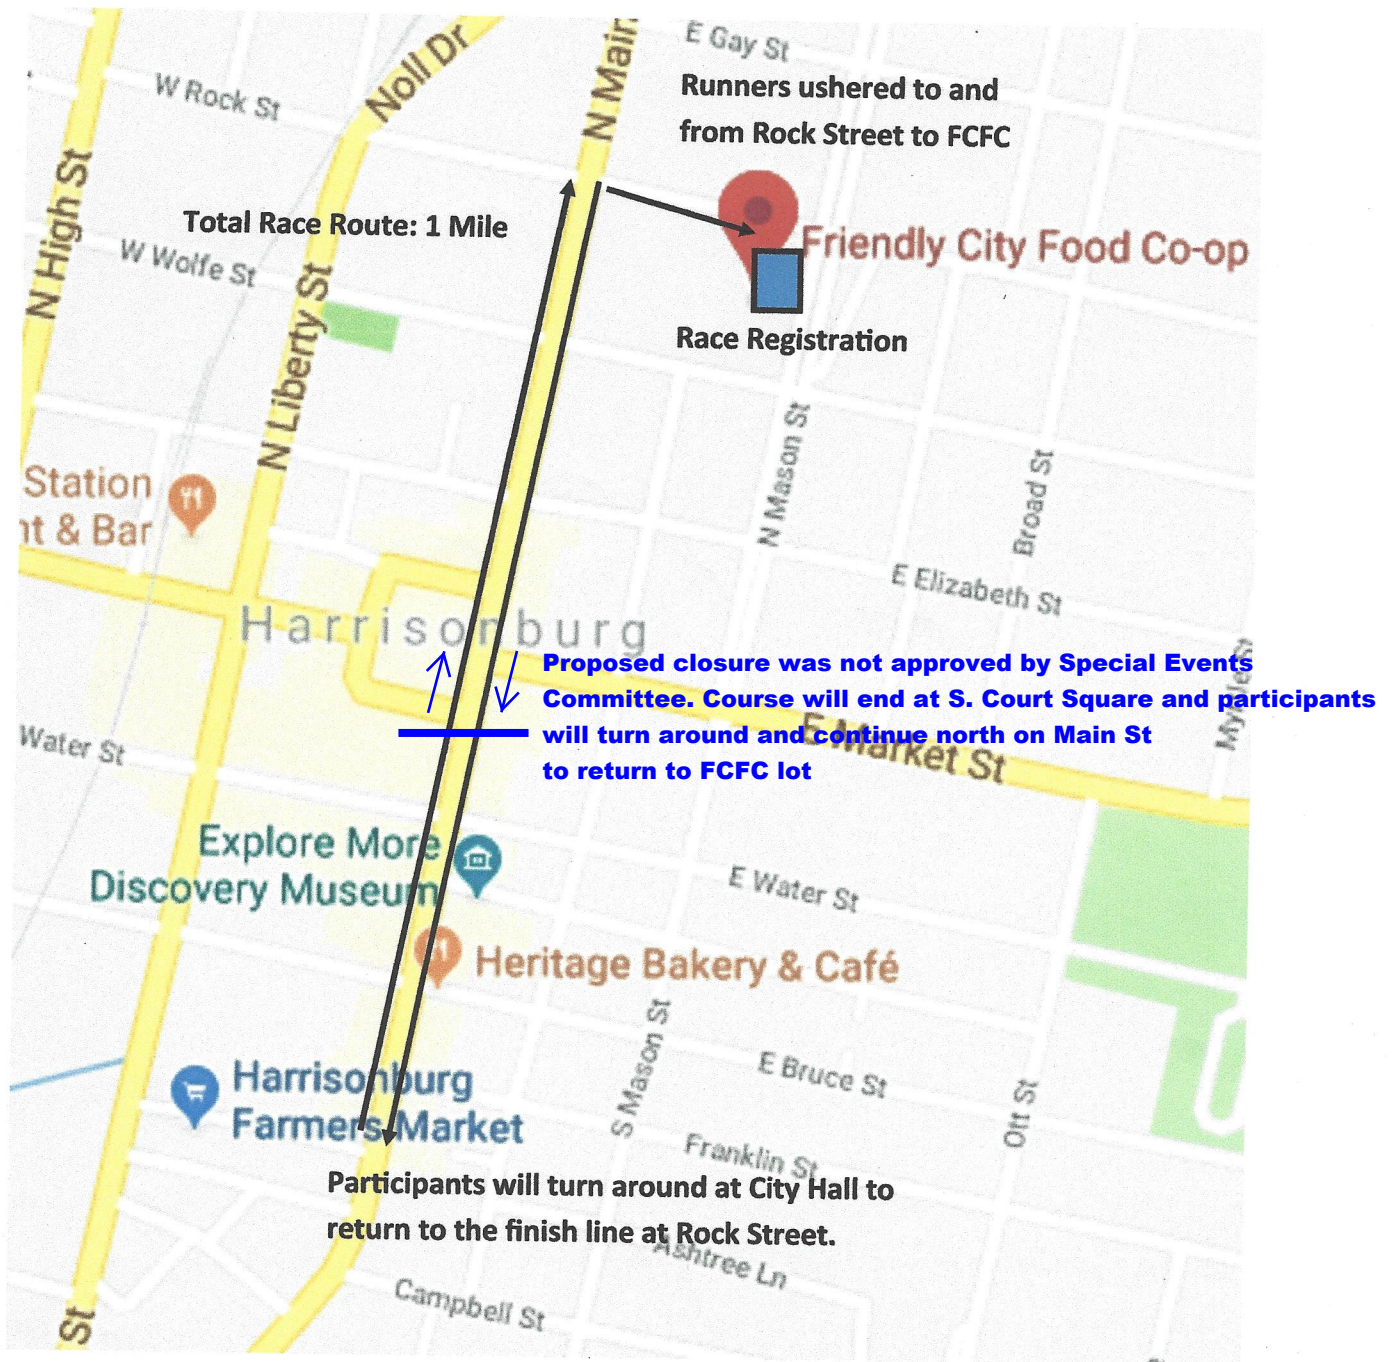 E Gay St
Noll Dr
N Main
W Rock St
Runners ushered to and
from Rock Street to FCFC
N High St
Total Race Route: 1 Mile
Friendly City Food Co-op
W Wolfe St
N Liberty St
Race Registration
N Mason St
Broad St
Station
nt & Bar
E Elizabeth St
Harrisonburg
Proposed closure was not approved by Special Events
Committee. Course will end at S. Court Square and participants
will turn around and continue north on Main St
to return to FCFC lot
E Market St
Water St
Explore More
Discovery Museum
E Water St
Heritage Bakery & Café
S Mason St
E Bruce St
Harrisonburg
Farmers Market
Ott St
Franklin St
Participants will turn around at City Hall to
return to the finish line at Rock Street.
Ashtree Ln
Campbell St
St